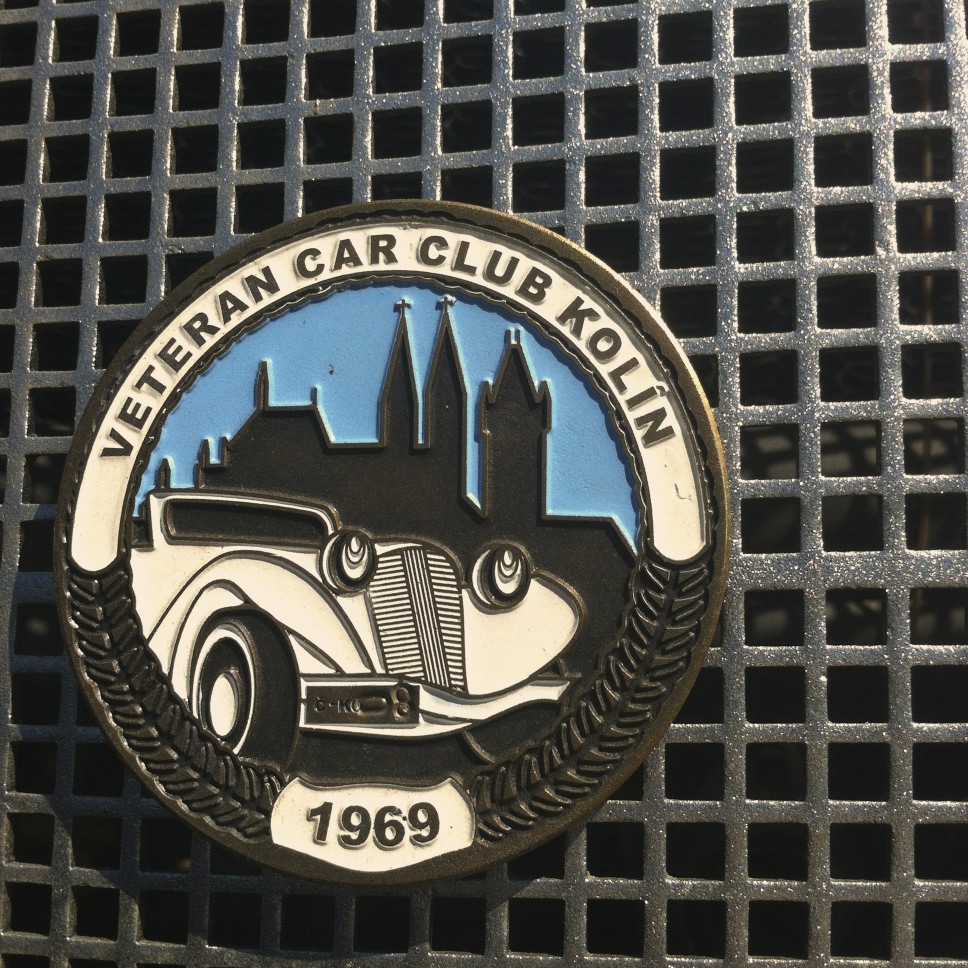 VETERAN CAR CLUB KOLÍN
1969